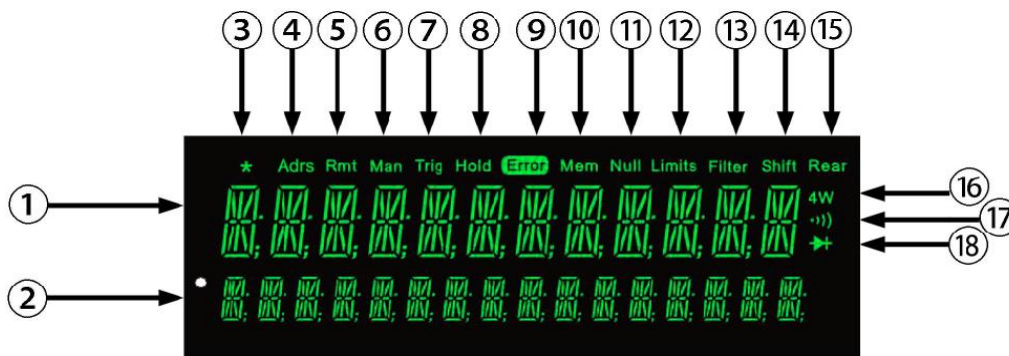 ③ ④ ⑤ ⑥ ⑦ ⑧ ⑨ ⑩ ⑪ ⑫ ⑬ ⑭ ⑮
* Adrs Rmt Man Trig Hold Error Mem Null Limits Filter Shift Rear
① 4W ⑯
⑰
⑱
②